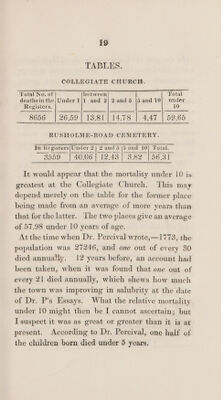 19
TABLES.
COLLEGIATE CHURCH.
Total No. of deaths in the Registers. | Under 1 | between 1 and 2 | 2 and 5 | 5 and 10 | Total under 10
8656 | 26,59 | 13,81 | 14,78 | 4,47 | 59,65
RUSHOLME-ROAD CEMETERY.
In Registers | Under 2 | 2 and 5 | 5 and 10 | Total.
3559 | 40,06 | 12,43 | 3,82 | 56,31
It would appear that the mortality under 10 is
greatest at the Collegiate Church. This may
depend merely on the table for the former place
being made from an average of more years than
that for the latter. The two places give an average
of 57,98 under 10 years of age.
At the time when Dr. Percival wrote,—1773, the
population was 27246, and one out of every 30
died annually. 12 years before, an account had
been taken, when it was found that one out of
every 21 died annually, which shews how much
the town was improving in salubrity at the date
of Dr. P's Essays. What the relative mortality
under 10 might then be I cannot ascertain; but
I suspect it was as great or greater than it is at
present. According to Dr. Percival, one half of
the children born died under 5 years.